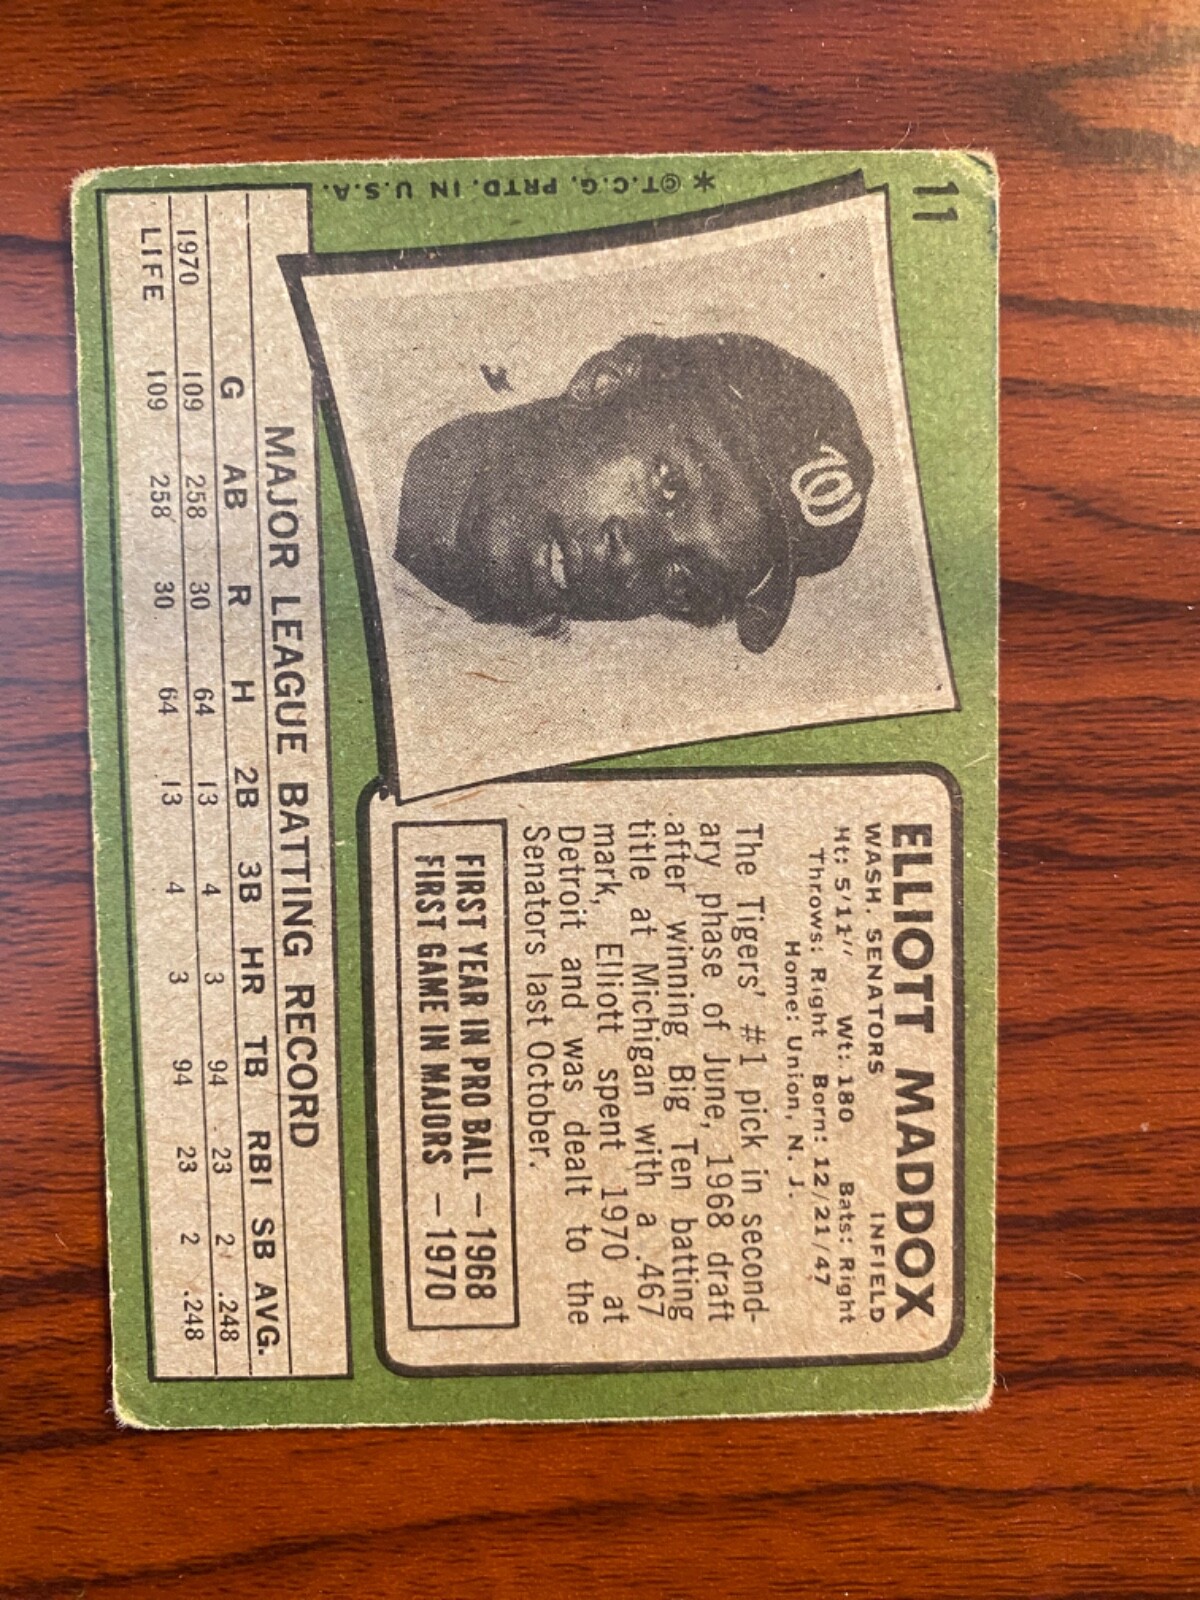 11
ELLIOTT MADDOX
WASH. SENATORS INFIELD
Ht: 5'11" Wt: 180 Bats: Right
Throws: Right Born: 12/21/47
Home: Union, N. J.
The Tigers' #1 pick in second-
ary phase of June, 1968 draft
after winning Big Ten batting
title at Michigan with a .467
mark, Elliott spent 1970 at
Detroit and was dealt to the
Senators last October.
FIRST YEAR IN PRO BALL — 1968
FIRST GAME IN MAJORS — 1970
W
*©T.C.G. PRTD. IN U.S.A.
MAJOR LEAGUE BATTING RECORD
G AB R H 2B 3B HR TB RBI SB AVG.
1970 109 258 30 64 13 4 3 94 23 2 .248
LIFE 109 258 30 64 13 4 3 94 23 2 .248